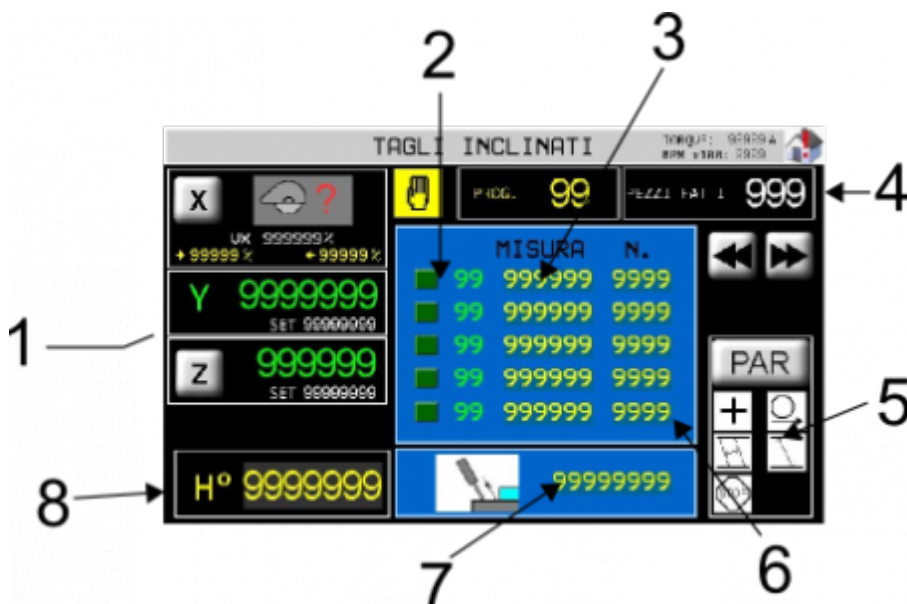 2
3
TAGLI INCLINATI
TORQUE: 99999 A
RPM
X
?
PROG. 99
PEZZI FATTI 999
4
VX 999999%
99999% 99999%
MISURA N.
Y 9999999
SET 99999999
99 999999 9999
99 999999 9999
99 999999 9999
99 999999 9999
99 999999 9999
1
Z 999999
SET 99999999
PAR
+
5
STOP
H° 9999999
99999999
8
7
6